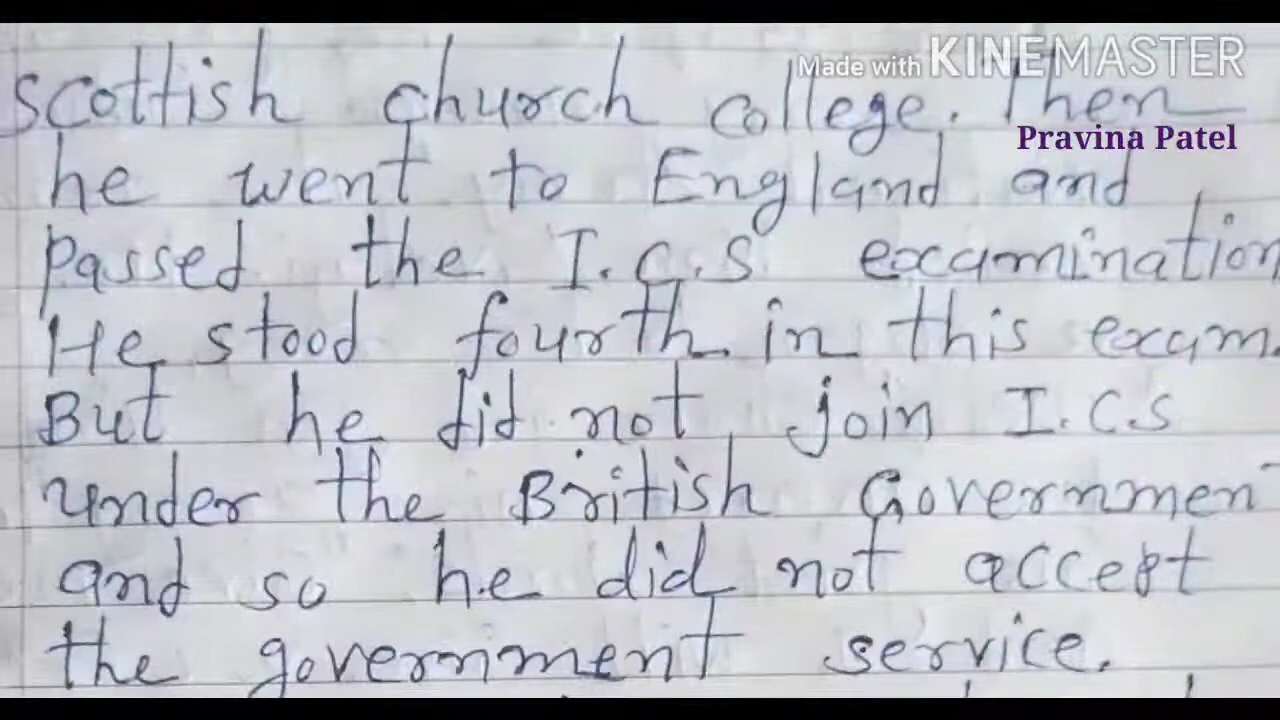 Made with KINEMASTER
Scottish church college. Then
Pravina Patel
he went to England and
passed the I.C.S examination
He stood fourth in this exam.
But he did not join I.C.S
under the British Government
and so he did not accept
the government service.